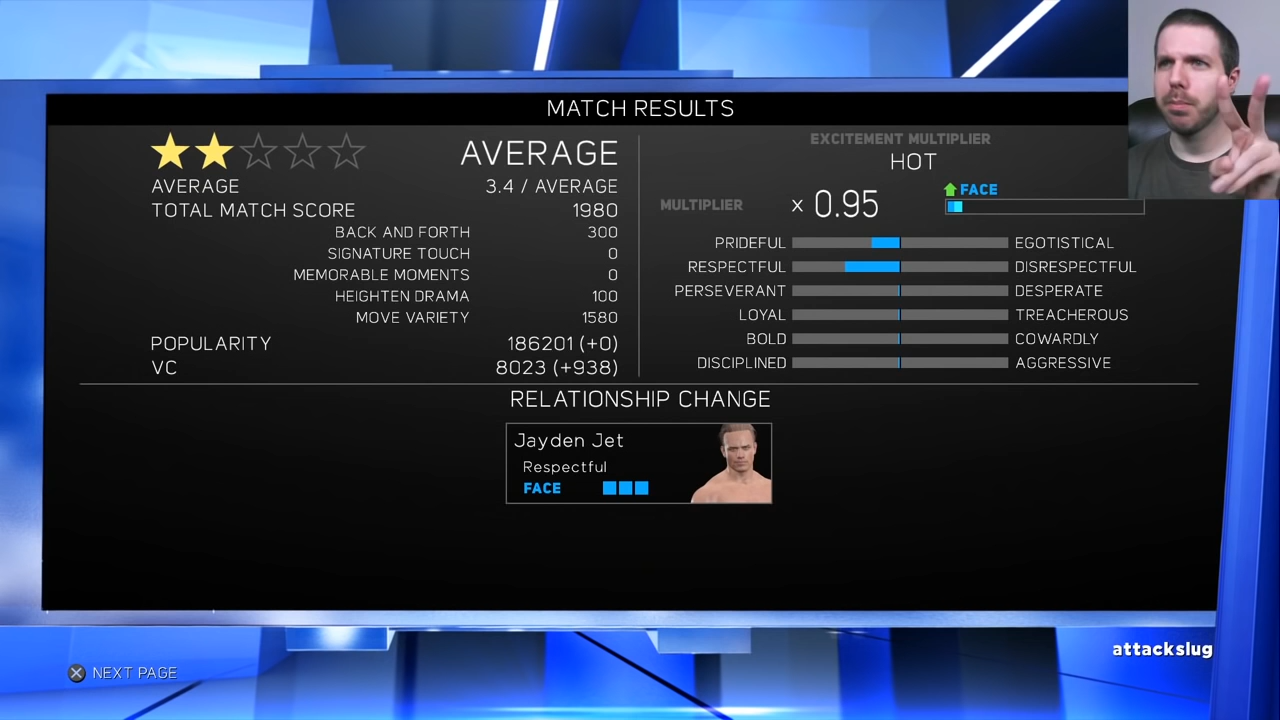 MATCH RESULTS
AVERAGE
AVERAGE 3.4 / AVERAGE
TOTAL MATCH SCORE 1980
BACK AND FORTH 300
SIGNATURE TOUCH 0
MEMORABLE MOMENTS 0
HEIGHTEN DRAMA 100
MOVE VARIETY 1580
POPULARITY 186201 (+0)
VC 8023 (+938)
EXCITEMENT MULTIPLIER
HOT
MULTIPLIER x 0.95 FACE
PRIDEFUL EGOTISTICAL
RESPECTFUL DISRESPECTFUL
PERSEVERANT DESPERATE
LOYAL TREACHEROUS
BOLD COWARDLY
DISCIPLINED AGGRESSIVE
RELATIONSHIP CHANGE
Jayden Jet
Respectful
FACE
attackslug
NEXT PAGE